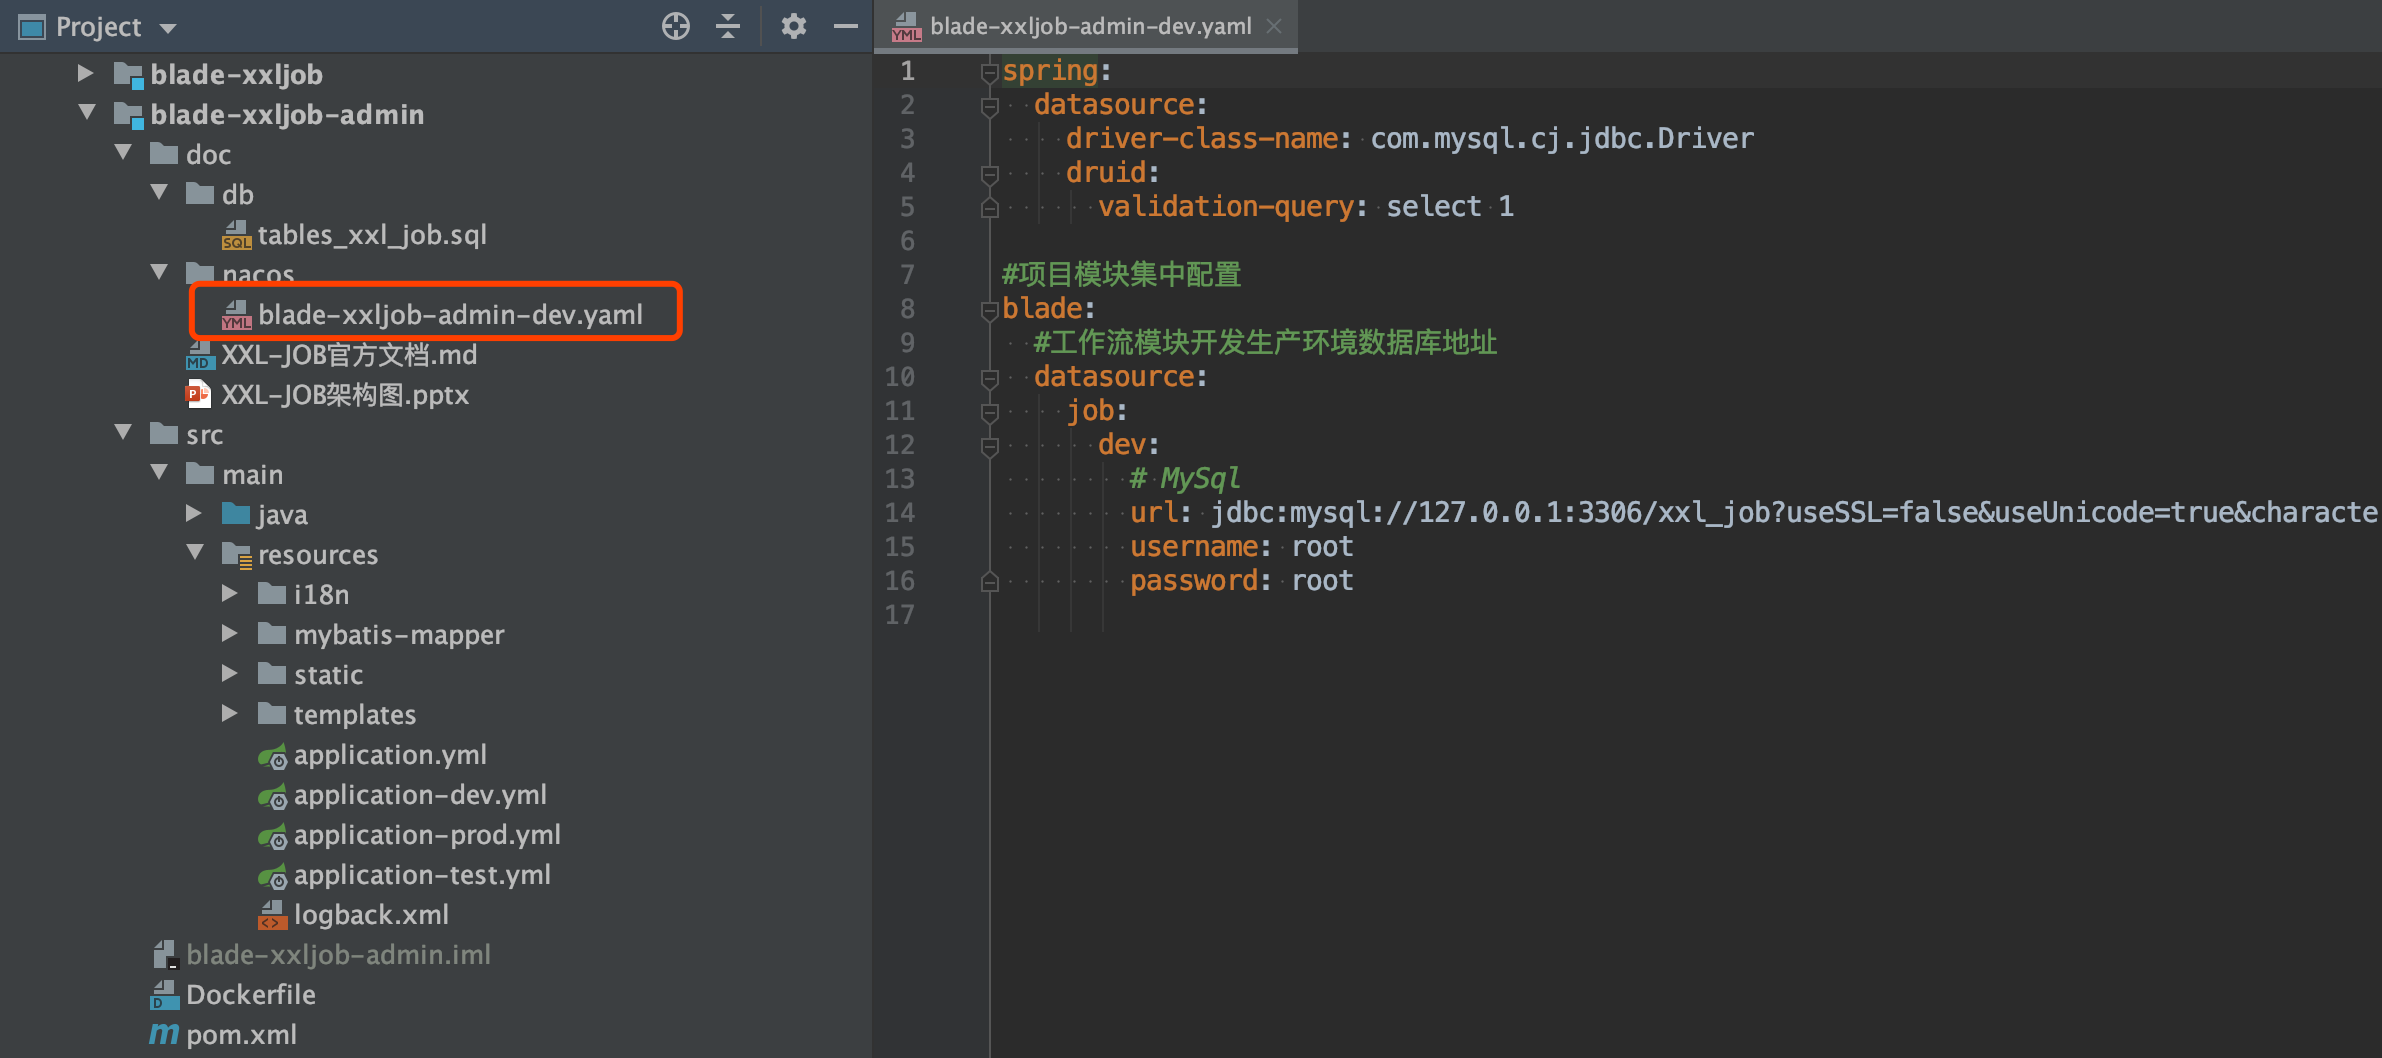 Project
blade-xxljob
blade-xxljob-admin
doc
db
tables_xxl_job.sql
nacos
blade-xxljob-admin-dev.yaml
XXL-JOB官方文档.md
XXL-JOB架构图.pptx
src
main
java
resources
i18n
mybatis-mapper
static
templates
application.yml
application-dev.yml
application-prod.yml
application-test.yml
logback.xml
blade-xxljob-admin.iml
Dockerfile
pom.xml
blade-xxljob-admin-dev.yaml
1 spring:
2 datasource:
3 driver-class-name: com.mysql.cj.jdbc.Driver
4 druid:
5 validation-query: select 1
6
7 #项目模块集中配置
8 blade:
9 #工作流模块开发生产环境数据库地址
10 datasource:
11 job:
12 dev:
13 # MySql
14 url: jdbc:mysql://127.0.0.1:3306/xxl_job?useSSL=false&useUnicode=true&characte
15 username: root
16 password: root
17